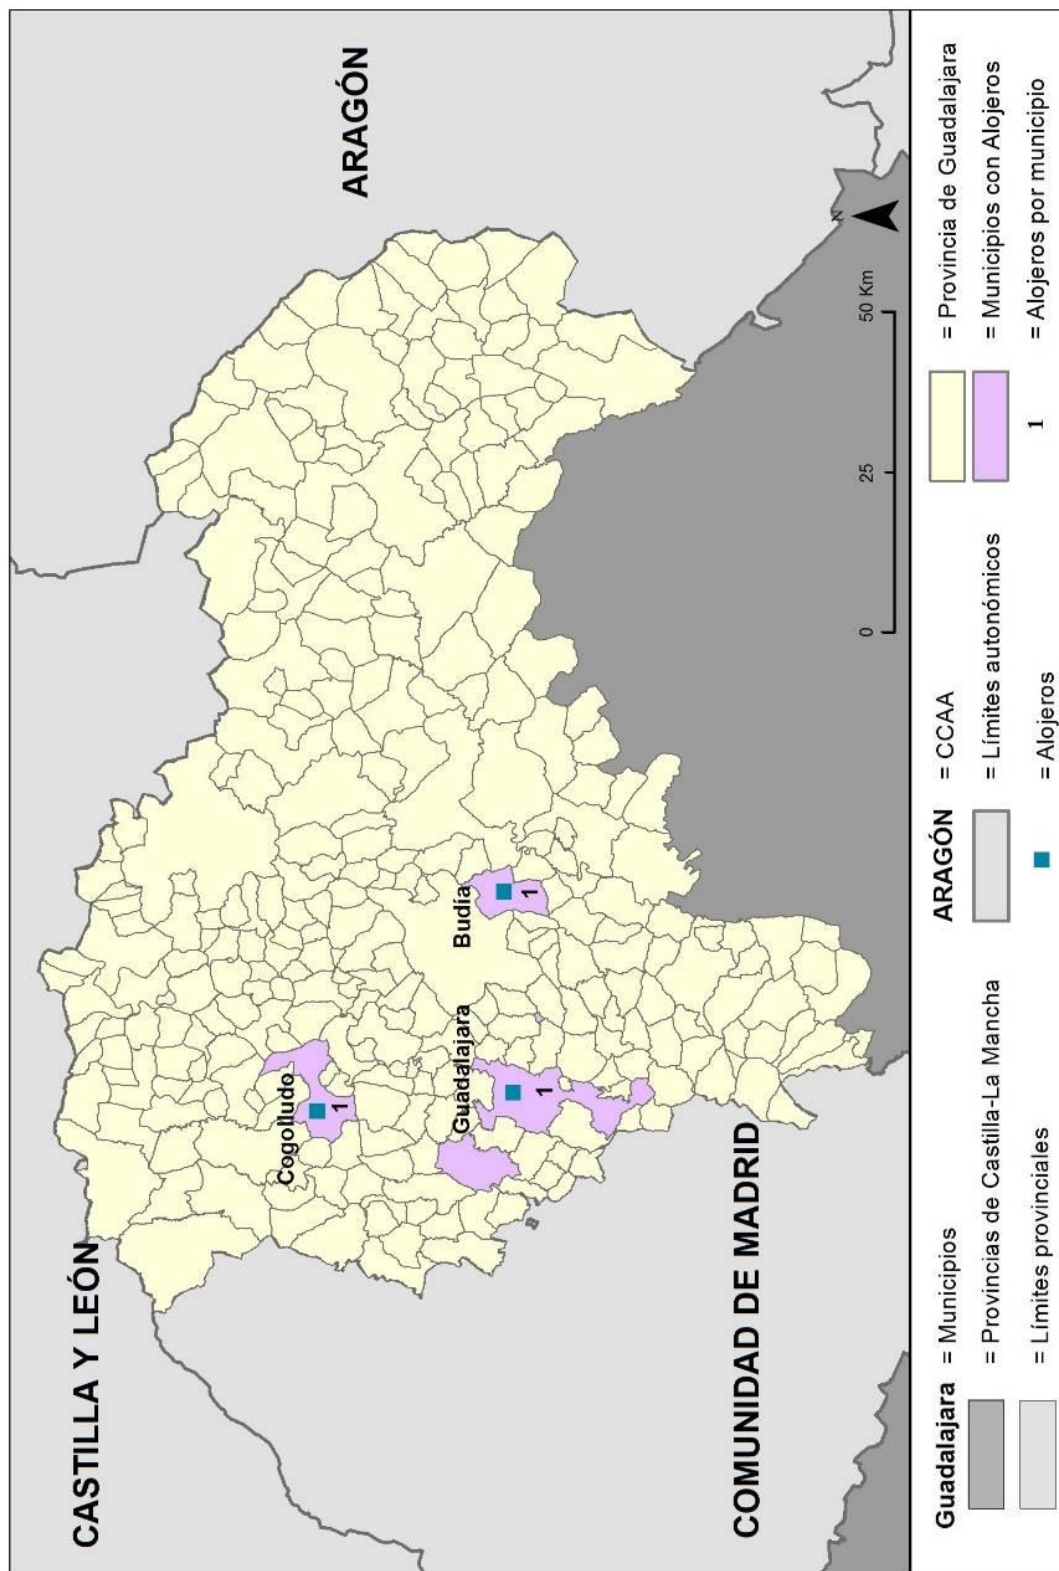 CASTILLA Y LEÓN
ARAGÓN
Cogolludo
1
Budia
1
Guadalajara
1
COMUNIDAD DE MADRID
N
0 25 50 Km
Guadalajara = Municipios
= Provincias de Castilla-La Mancha
= Límites provinciales
ARAGÓN = CCAA
= Límites autonómicos
= Alojeros
= Provincia de Guadalajara
= Municipios con Alojeros
1 = Alojeros por municipio